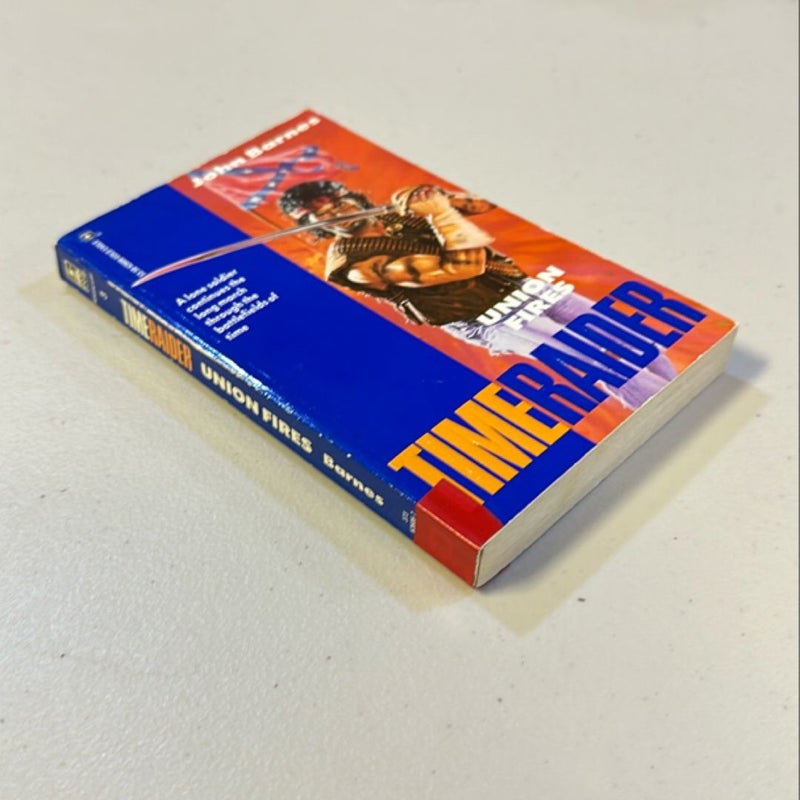 John Barnes
A lone soldier
continues the
long march
through the
battlefields of
time
UNION
FIRES
TIMERAIDER
TIMERAIDER UNION FIRES Barnes